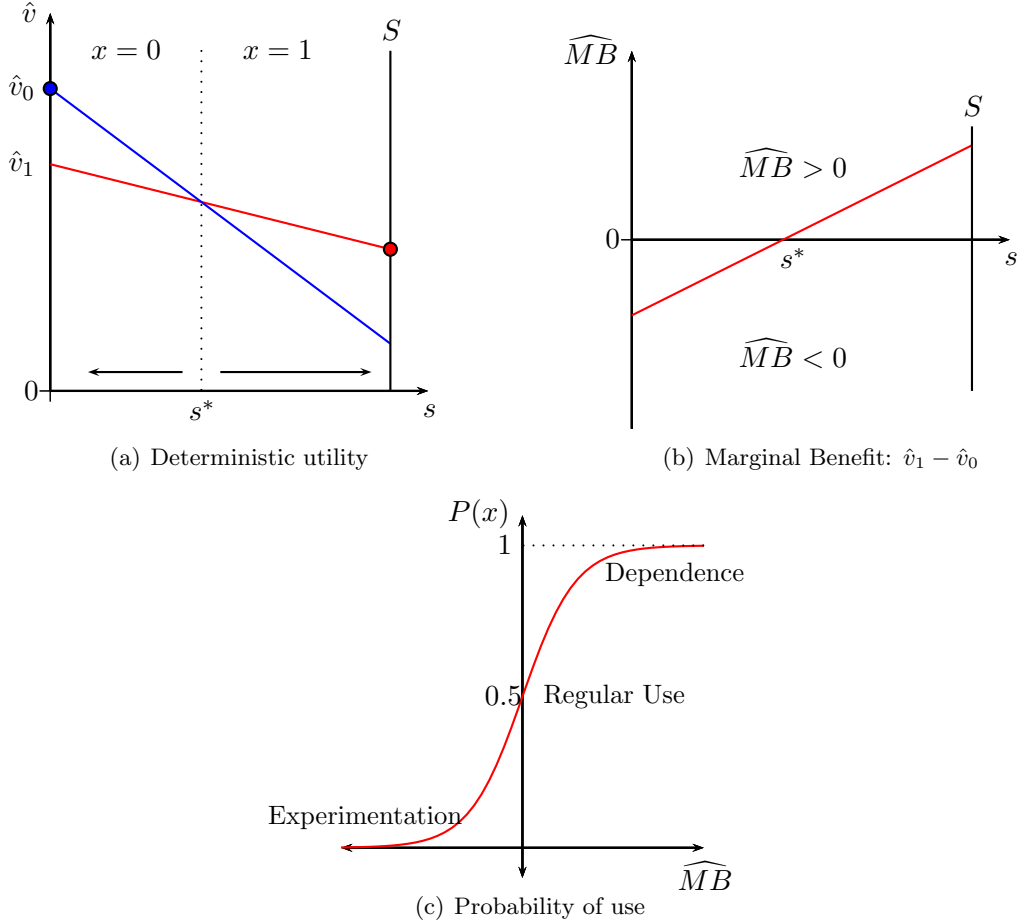 v̂
S
x = 0
x = 1
v̂₀
v̂₁
0
s*
s
(a) Deterministic utility
M̂B
S
M̂B > 0
0
s*
s
M̂B < 0
(b) Marginal Benefit: v̂₁ − v̂₀
P(x)
1
Dependence
0.5
Regular Use
Experimentation
M̂B
(c) Probability of use